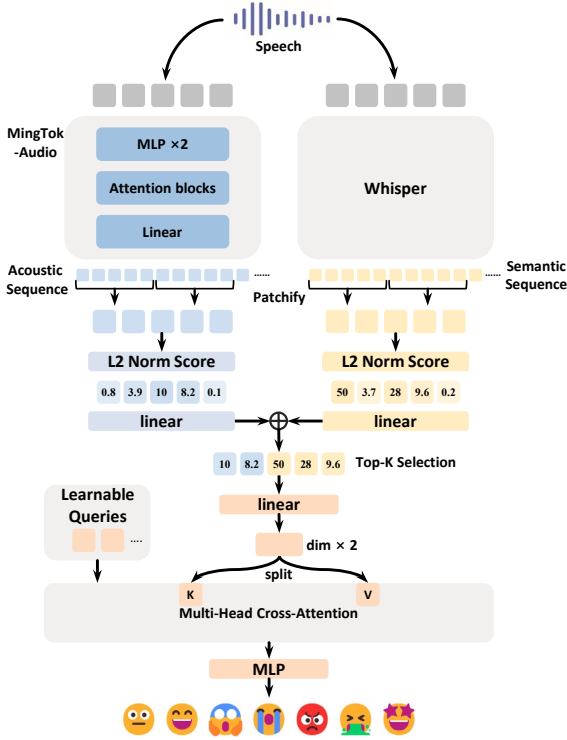 Speech
MingTok
-Audio
MLP ×2
Attention blocks
Linear
Whisper
Acoustic
Sequence
......
Patchify
......
Semantic
Sequence
L2 Norm Score
L2 Norm Score
0.8 3.9 10 8.2 0.1
50 3.7 28 9.6 0.2
linear
linear
10 8.2 50 28 9.6
Top-K Selection
linear
Learnable
Queries
....
dim × 2
split
K
V
Multi-Head Cross-Attention
MLP